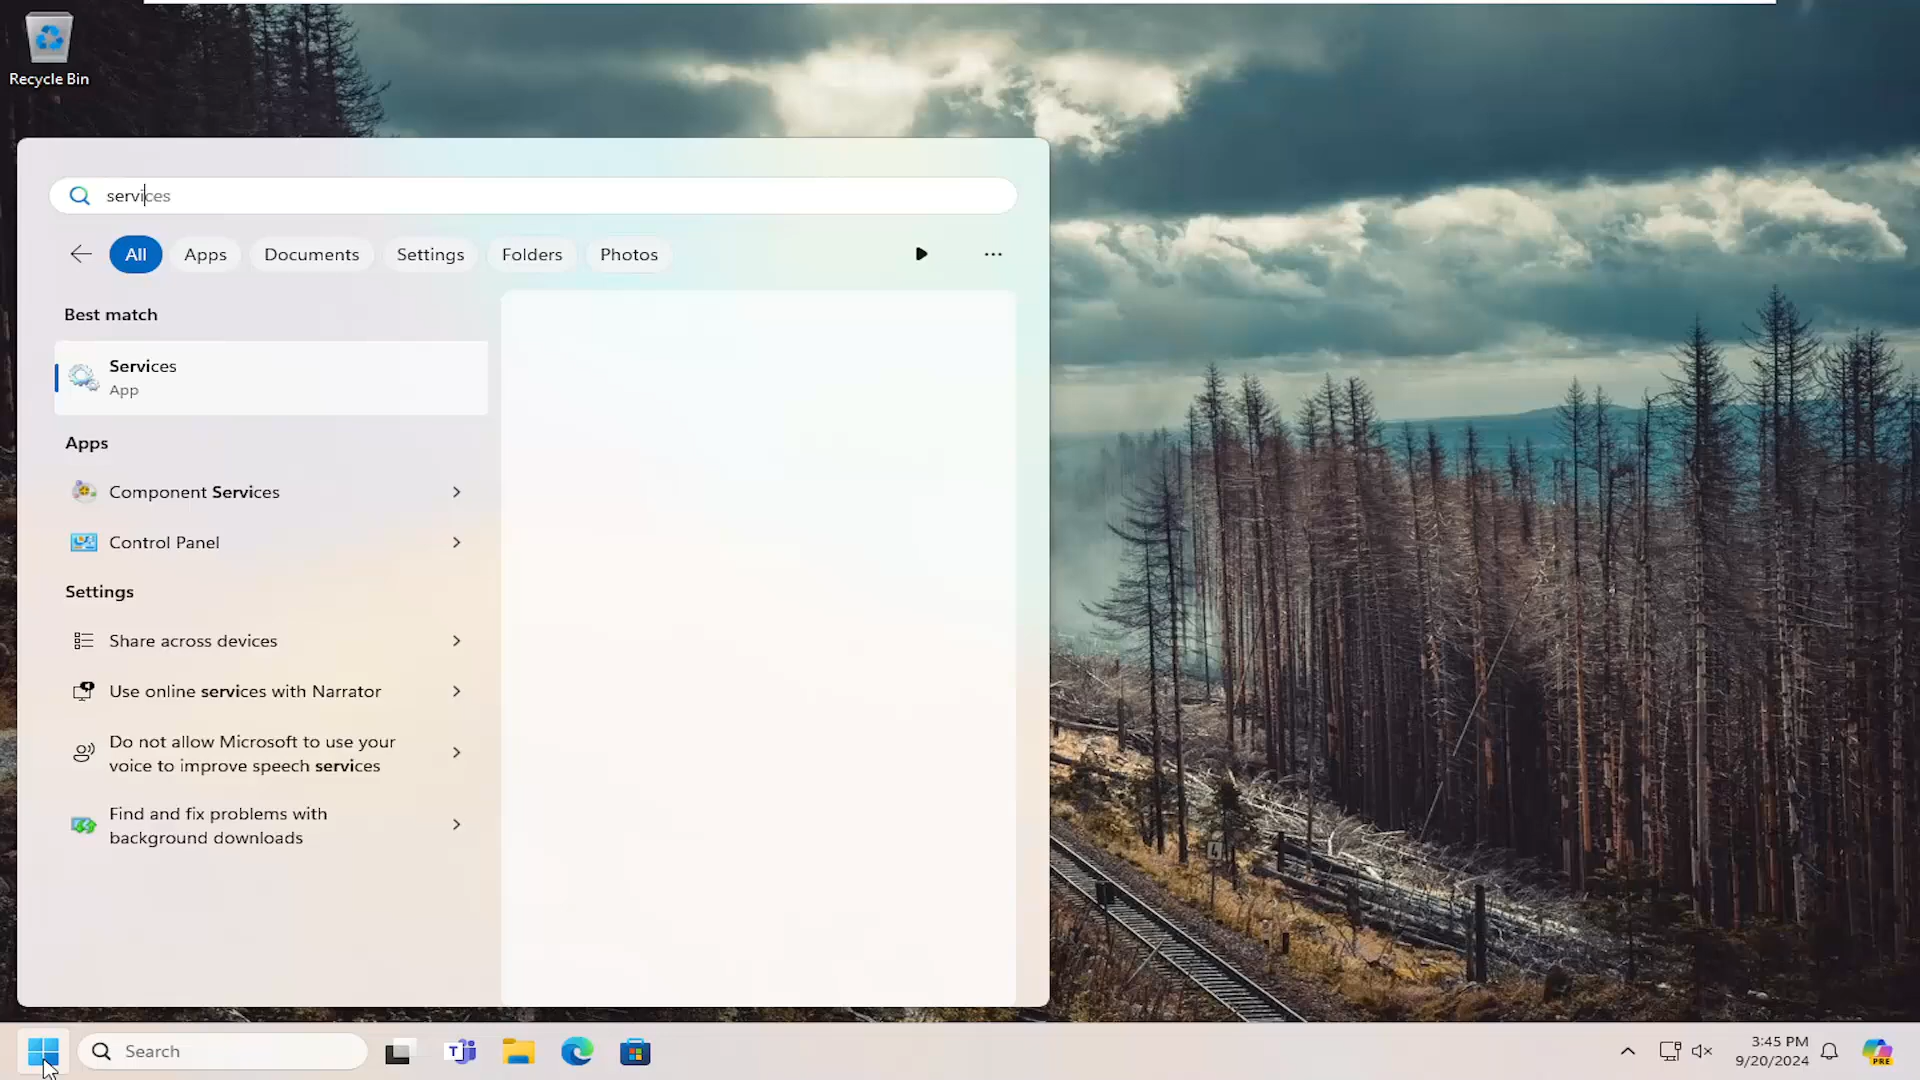 Recycle Bin
services
All
Apps
Documents
Settings
Folders
Photos
Best match
Services
App
Apps
Component Services
Control Panel
Settings
Share across devices
Use online services with Narrator
Do not allow Microsoft to use your
voice to improve speech services
Find and fix problems with
background downloads
Search
T
3:45 PM
9/20/2024
PRE